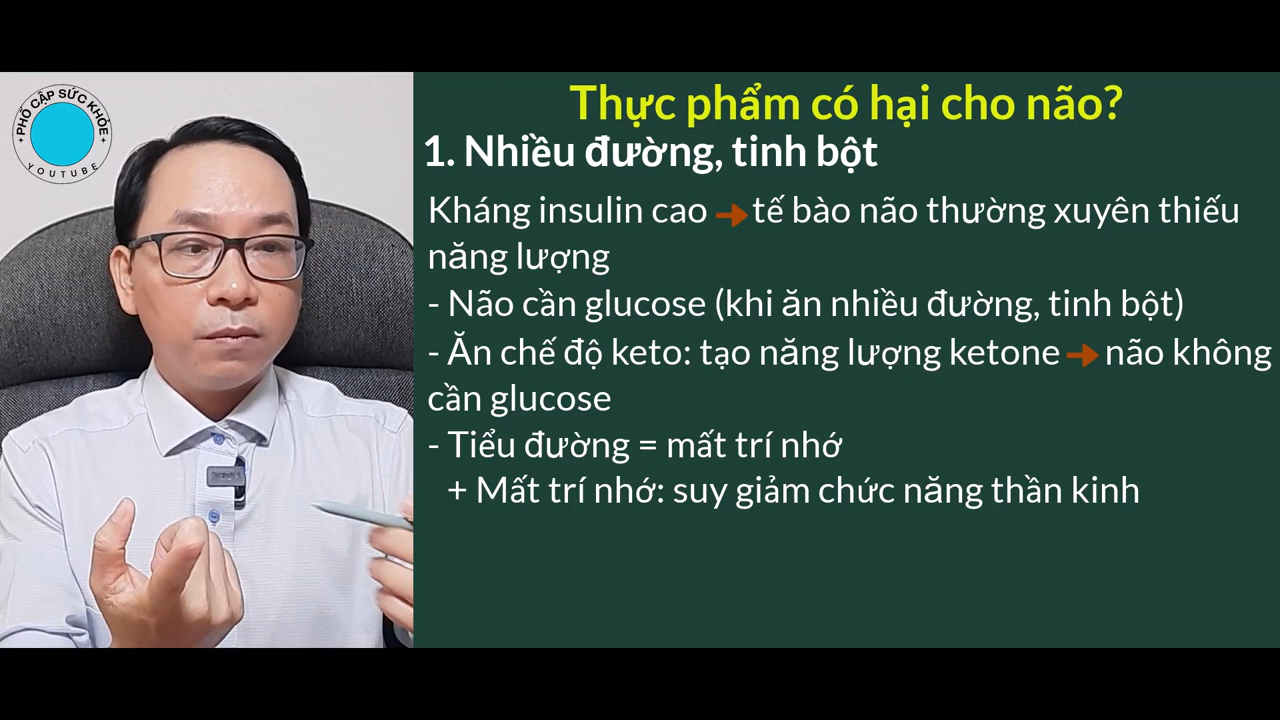 PHỔ CẬP SỨC KHỎE
YOUTUBE
Thực phẩm có hại cho não?
1. Nhiều đường, tinh bột
Kháng insulin cao ➜ tế bào não thường xuyên thiếu
năng lượng
- Não cần glucose (khi ăn nhiều đường, tinh bột)
- Ăn chế độ keto: tạo năng lượng ketone ➜ não không
cần glucose
- Tiểu đường = mất trí nhớ
+ Mất trí nhớ: suy giảm chức năng thần kinh